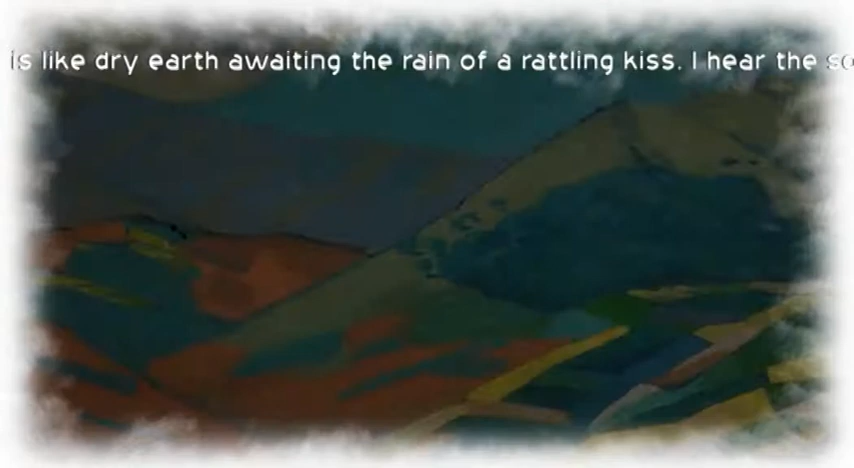 is like dry earth awaiting the rain of a rattling kiss. I hear the